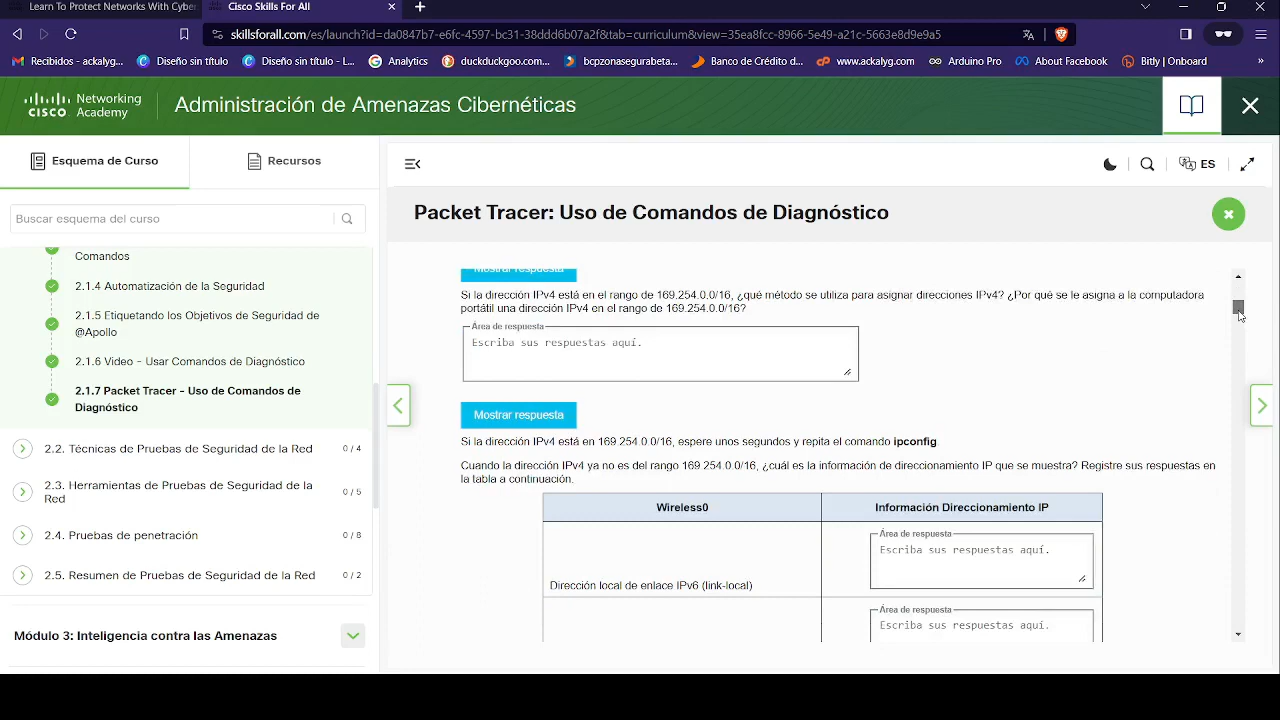 Learn To Protect Networks With Cyber
Cisco Skills For All
skillsforall.com/es/launch?id=da0847b7-e6fc-4597-bc31-38ddd6b07a2f&tab=curriculum&view=35ea8fcc-8966-5e49-a21c-5663e8d9e9a5
Recibidos - ackalyg...
Diseño sin título
Diseño sin título - l...
Analytics
duckduckgoo.com...
bcpzonasegurabeta...
Banco de Crédito d...
www.ackalyg.com
Arduino Pro
About Facebook
Bitly | Onboard
»
CISCO
Networking
Academy
Administración de Amenazas Cibernéticas
Esquema de Curso
Recursos
ES
Buscar esquema del curso
Packet Tracer: Uso de Comandos de Diagnóstico
Comandos
2.1.4 Automatización de la Seguridad
2.1.5 Etiquetando los Objetivos de Seguridad de
@Apollo
2.1.6 Video - Usar Comandos de Diagnóstico
2.1.7 Packet Tracer - Uso de Comandos de
Diagnóstico
2.2. Técnicas de Pruebas de Seguridad de la Red
0 / 4
2.3. Herramientas de Pruebas de Seguridad de la
Red
0 / 5
2.4. Pruebas de penetración
0 / 8
2.5. Resumen de Pruebas de Seguridad de la Red
0 / 2
Módulo 3: Inteligencia contra las Amenazas
Mostrar respuesta
Si la dirección IPv4 está en el rango de 169.254.0.0/16, ¿qué método se utiliza para asignar direcciones IPv4? ¿Por qué se le asigna a la computadora
portátil una dirección IPv4 en el rango de 169.254.0.0/16?
Área de respuesta
Escriba sus respuestas aquí.
Mostrar respuesta
Si la dirección IPv4 está en 169.254.0.0/16, espere unos segundos y repita el comando ipconfig.
Cuando la dirección IPv4 ya no es del rango 169.254.0.0/16, ¿cuál es la información de direccionamiento IP que se muestra? Registre sus respuestas en
la tabla a continuación.
Wireless0
Información Direccionamiento IP
Área de respuesta
Escriba sus respuestas aquí.
Dirección local de enlace IPv6 (link-local)
Área de respuesta
Escriba sus respuestas aquí.